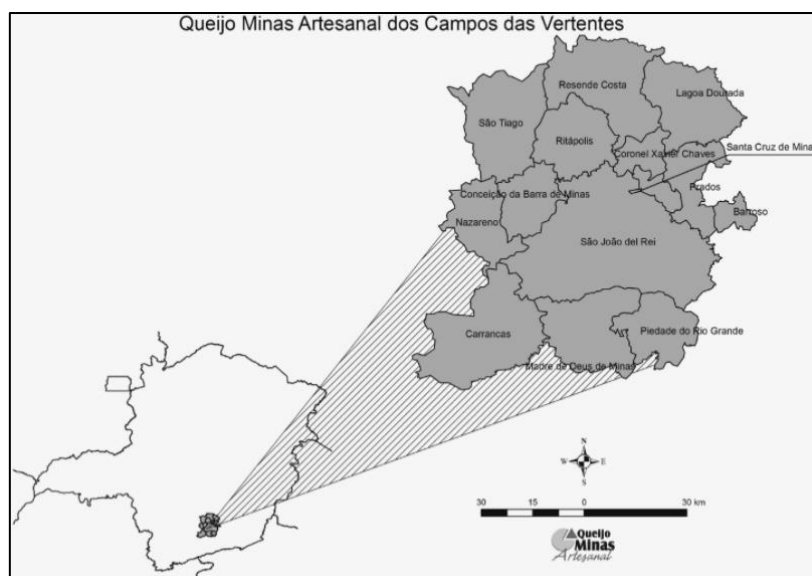 Queijo Minas Artesanal dos Campos das Vertentes
Resende Costa
Lagoa Dourada
São Tiago
Ritápolis
Santa Cruz de Mina
Coronel Xavier Chaves
Conceição da Barra de Minas
Prados
Nazareno
Barroso
São João del Rei
Carrancas
Piedade do Rio Grande
Madre de Deus de Minas
N
W E
S
30 15 0 30 km
Queijo
Minas
Artesanal